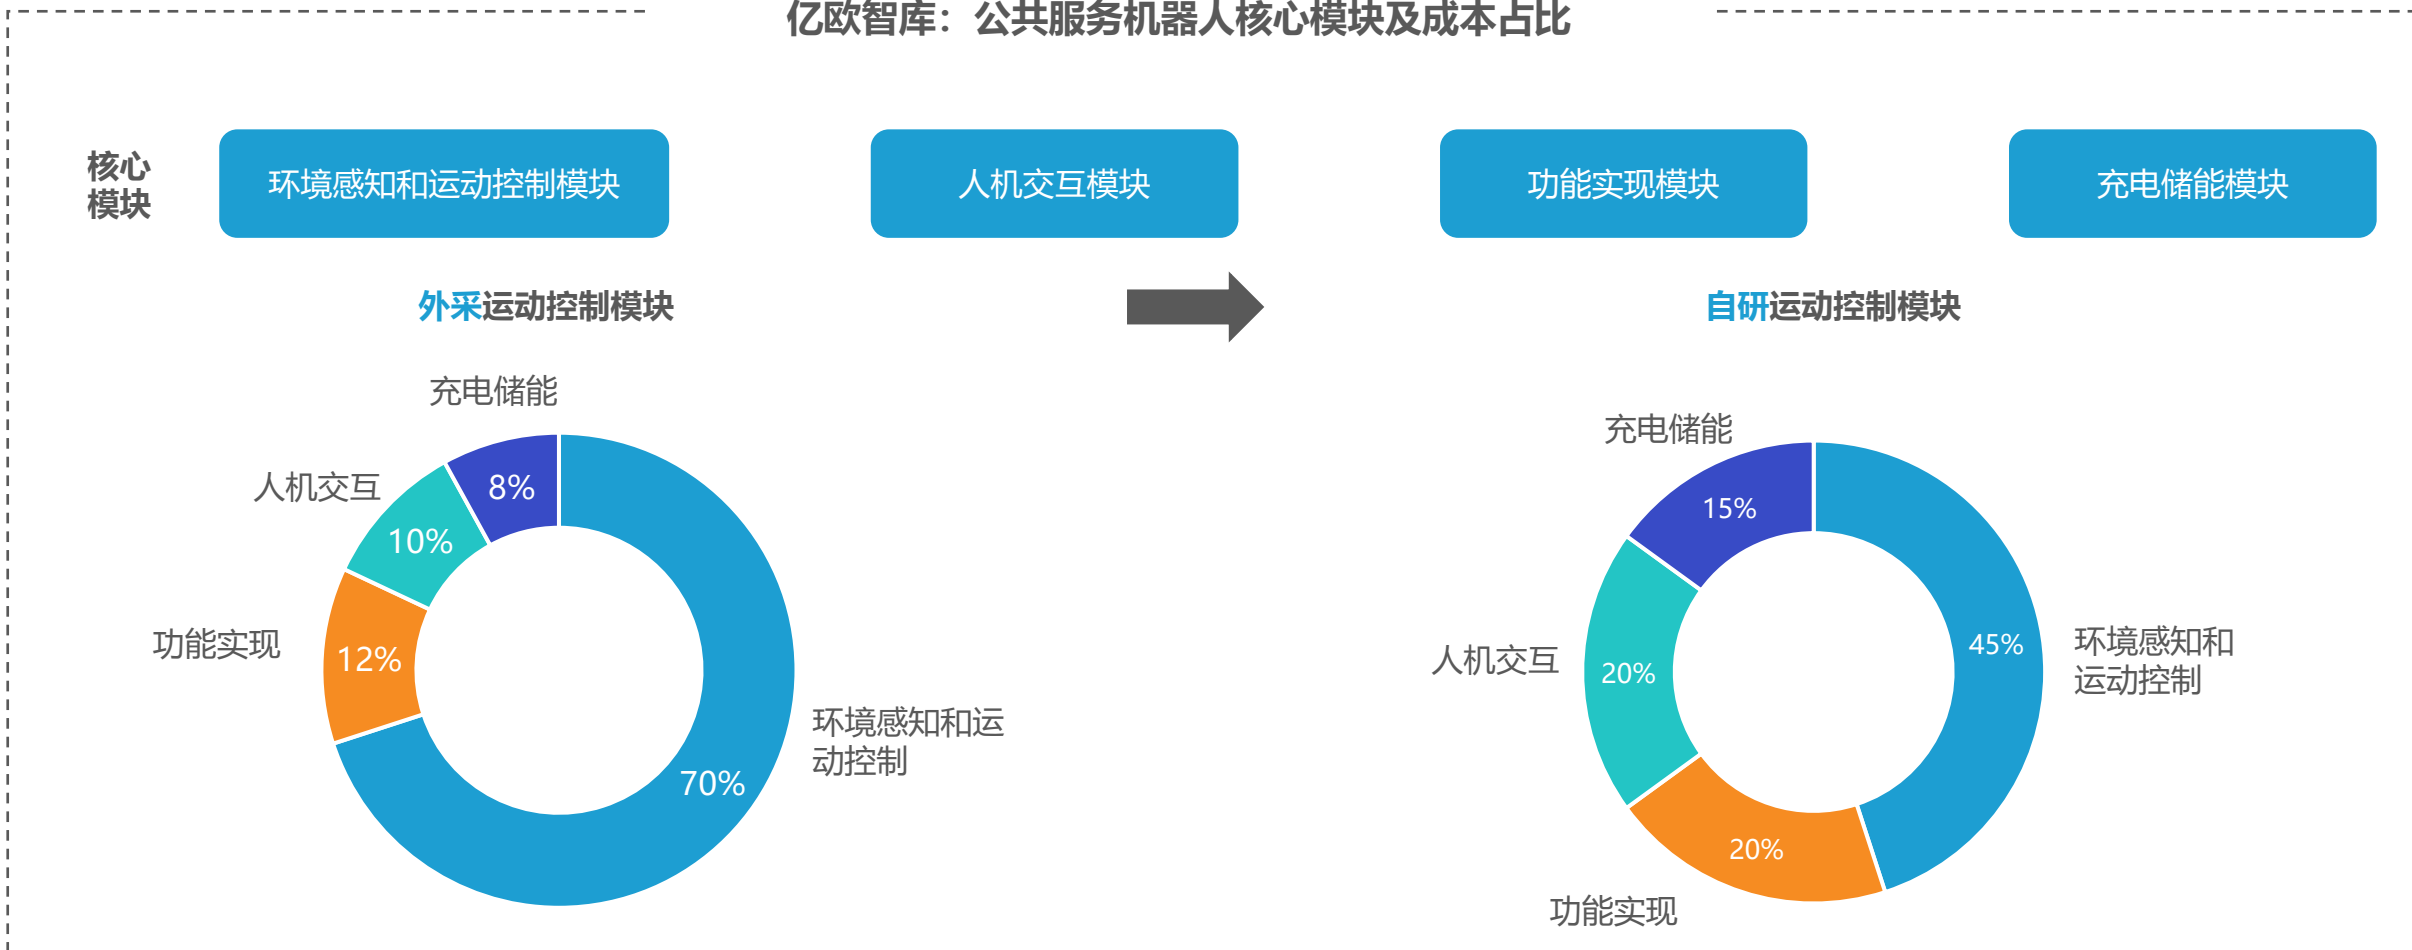 亿欧智库：公共服务机器人核心模块及成本占比
核心
模块
环境感知和运动控制模块
人机交互模块
功能实现模块
充电储能模块
外采运动控制模块
自研运动控制模块
充电储能
人机交互
功能实现
环境感知和运
动控制
8%
10%
12%
70%
充电储能
人机交互
功能实现
环境感知和
运动控制
15%
20%
20%
45%